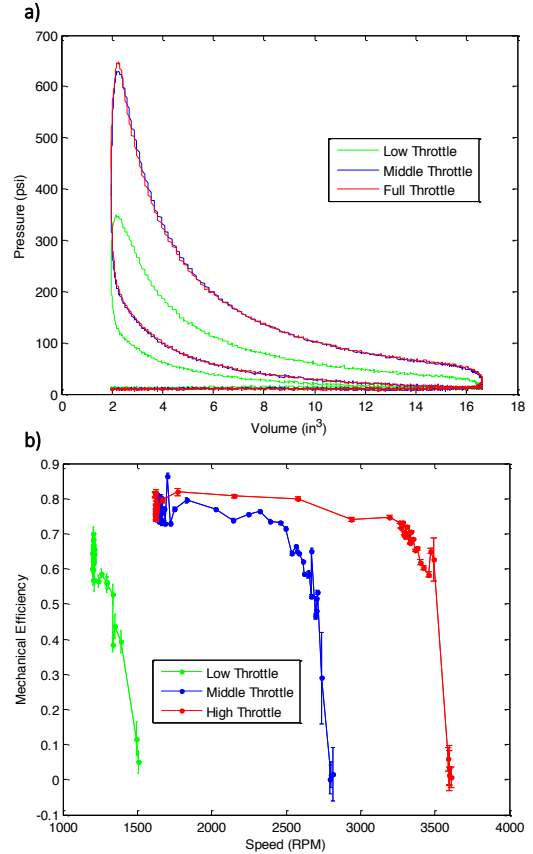 a)
700
600
500
400
300
200
100
0
Pressure (psi)
Low Throttle
Middle Throttle
Full Throttle
0 2 4 6 8 10 12 14 16 18
Volume (in3)
b)
0.9
0.8
0.7
0.6
0.5
0.4
0.3
0.2
0.1
0
-0.1
Mechanical Efficiency
Low Throttle
Middle Throttle
High Throttle
1000 1500 2000 2500 3000 3500 4000
Speed (RPM)